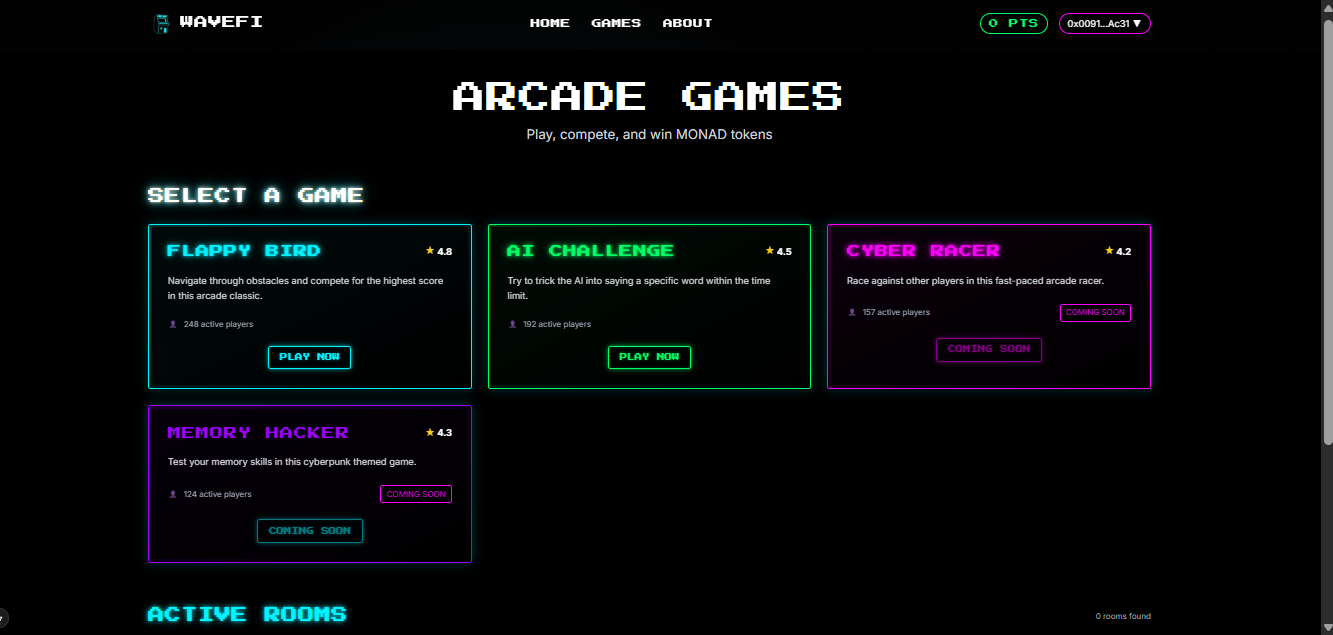 WAVEFI
HOME GAMES ABOUT
0 PTS
0x0091...Ac31 ▼
ARCADE GAMES
Play, compete, and win MONAD tokens
SELECT A GAME
FLAPPY BIRD
★ 4.8
Navigate through obstacles and compete for the highest score
in this arcade classic.
248 active players
PLAY NOW
AI CHALLENGE
★ 4.5
Try to trick the AI into saying a specific word within the time
limit.
192 active players
PLAY NOW
CYBER RACER
★ 4.2
Race against other players in this fast-paced arcade racer.
157 active players
COMING SOON
COMING SOON
MEMORY HACKER
★ 4.3
Test your memory skills in this cyberpunk themed game.
124 active players
COMING SOON
COMING SOON
ACTIVE ROOMS
0 rooms found